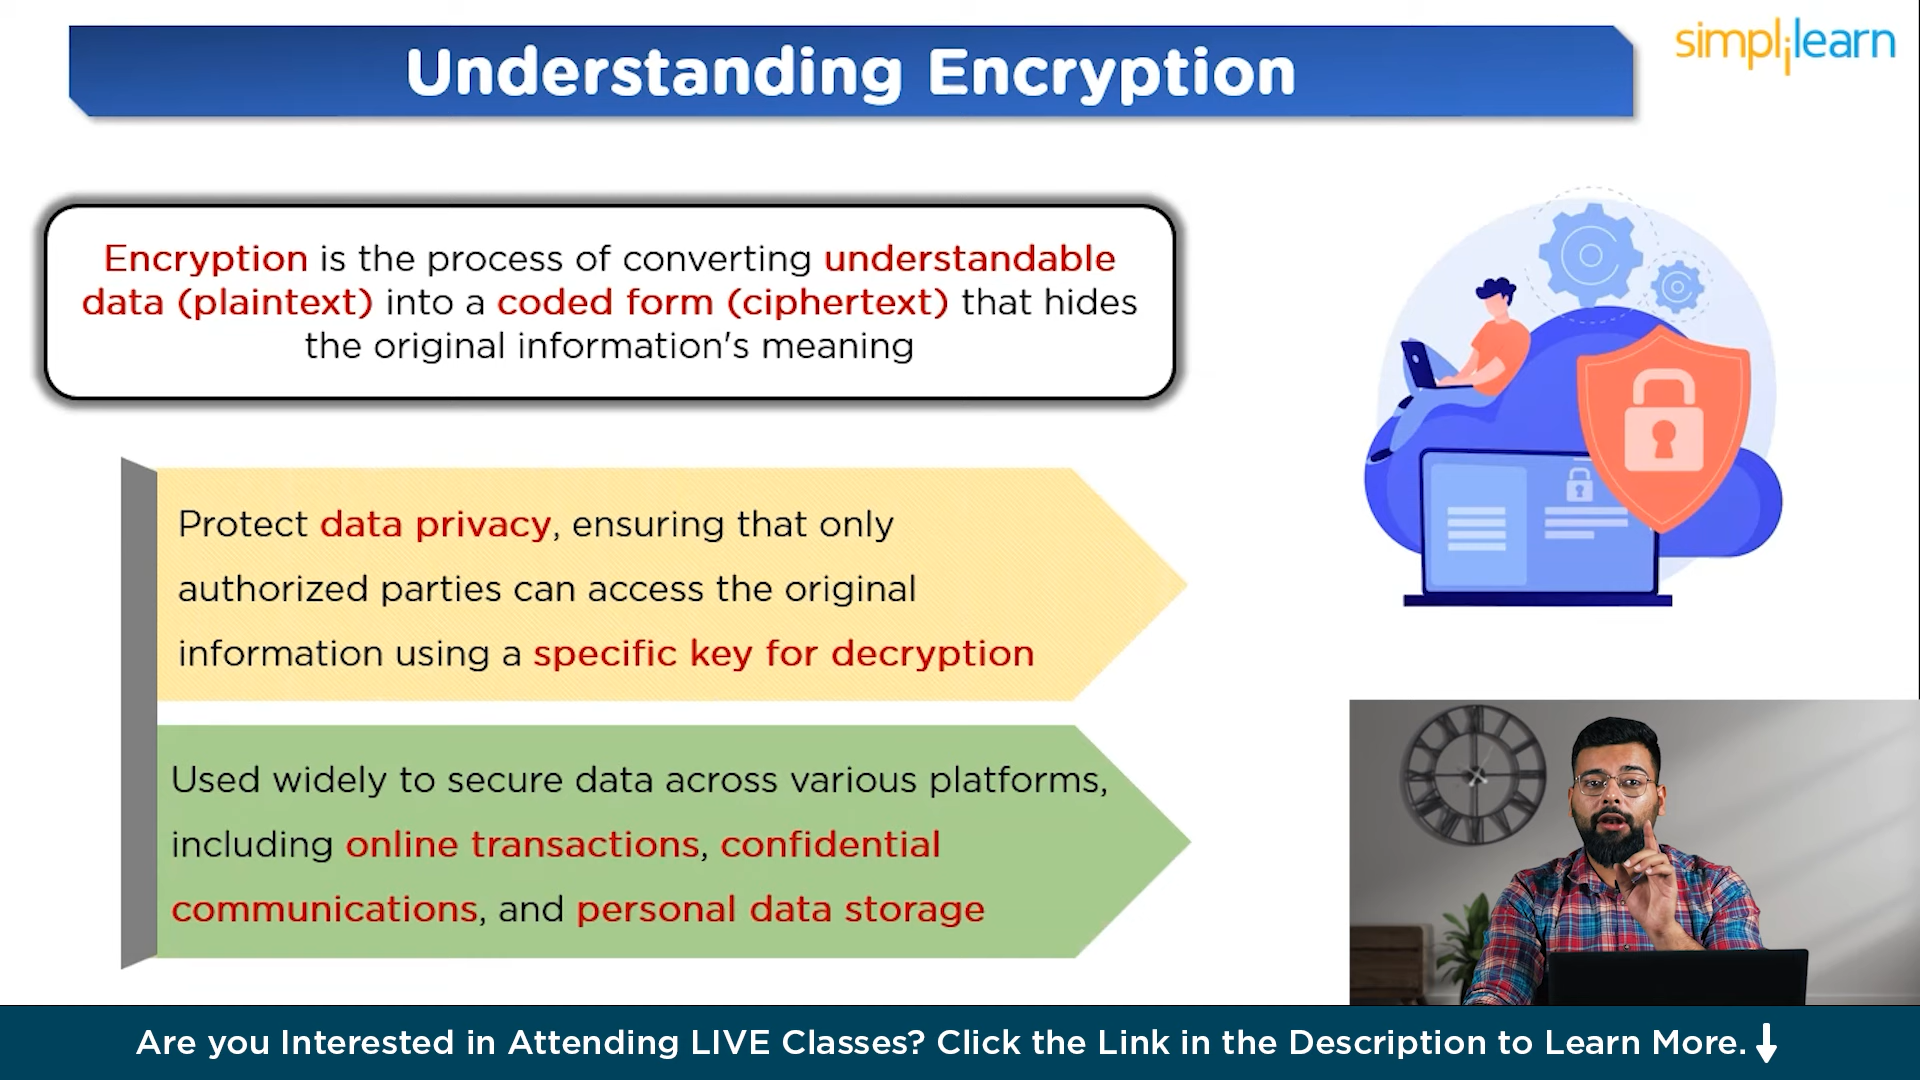 Understanding Encryption
simplilearn
Encryption is the process of converting understandable
data (plaintext) into a coded form (ciphertext) that hides
the original information's meaning
Protect data privacy, ensuring that only
authorized parties can access the original
information using a specific key for decryption
Used widely to secure data across various platforms,
including online transactions, confidential
communications, and personal data storage
Are you Interested in Attending LIVE Classes? Click the Link in the Description to Learn More.